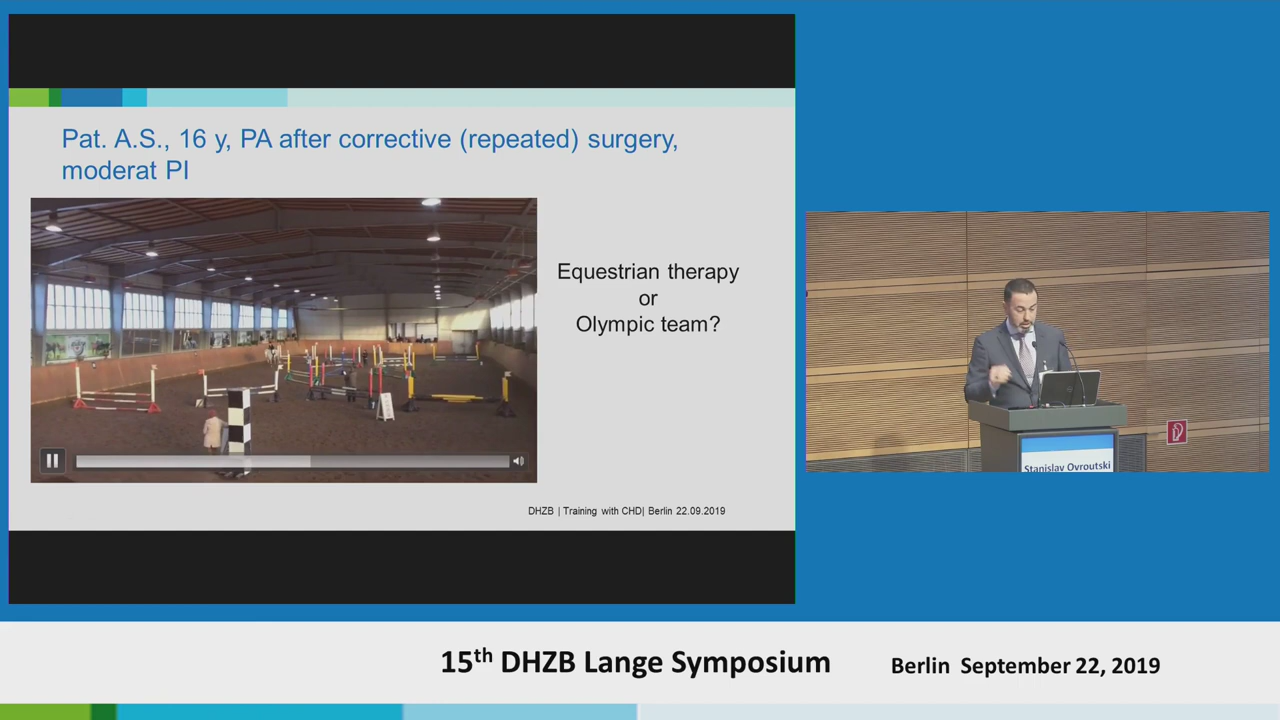 Pat. A.S., 16 y, PA after corrective (repeated) surgery,
moderat PI
Equestrian therapy
or
Olympic team?
DHZB | Training with CHD| Berlin 22.09.2019
Stanislav Ovroutski
15th DHZB Lange Symposium
Berlin September 22, 2019